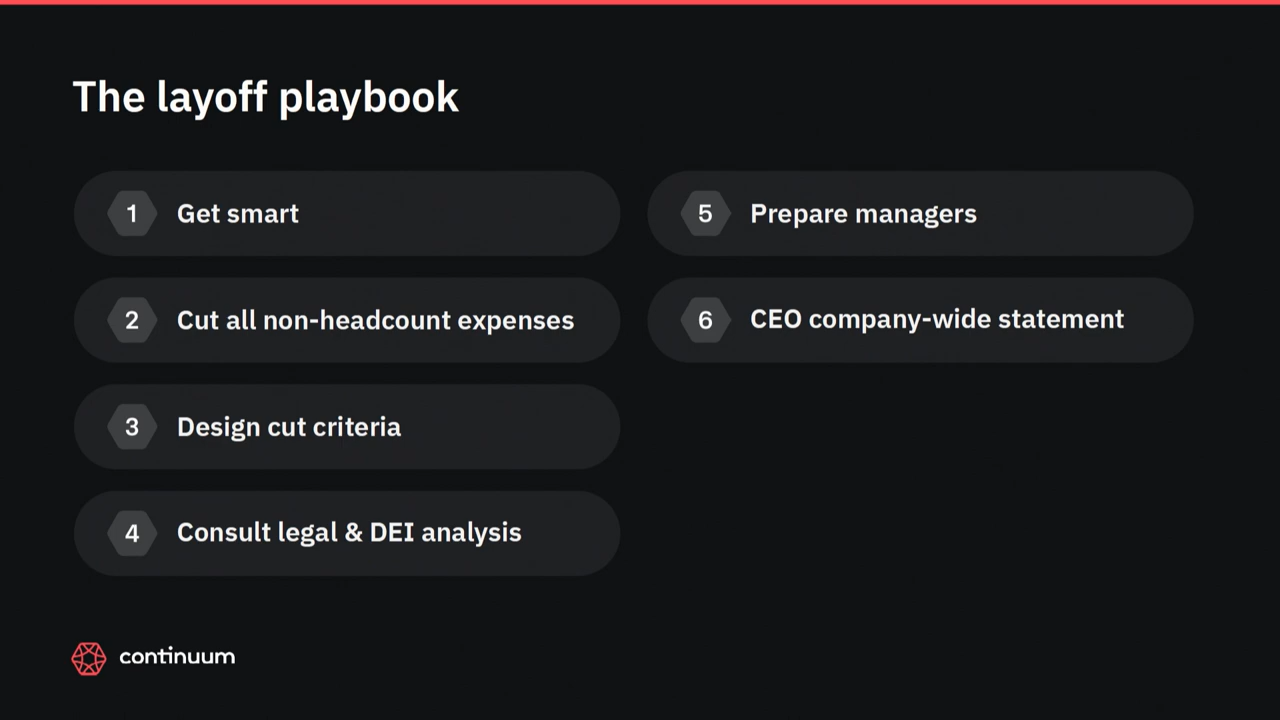 The layoff playbook
1 Get smart
2 Cut all non-headcount expenses
3 Design cut criteria
4 Consult legal & DEI analysis
5 Prepare managers
6 CEO company-wide statement
continuum